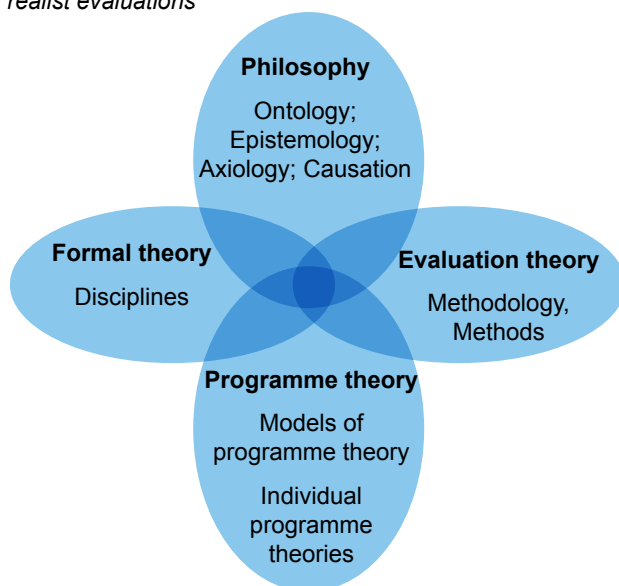 realist evaluations
Philosophy
Ontology;
Epistemology;
Axiology; Causation
Formal theory
Disciplines
Evaluation theory
Methodology,
Methods
Programme theory
Models of
programme theory
Individual
programme
theories